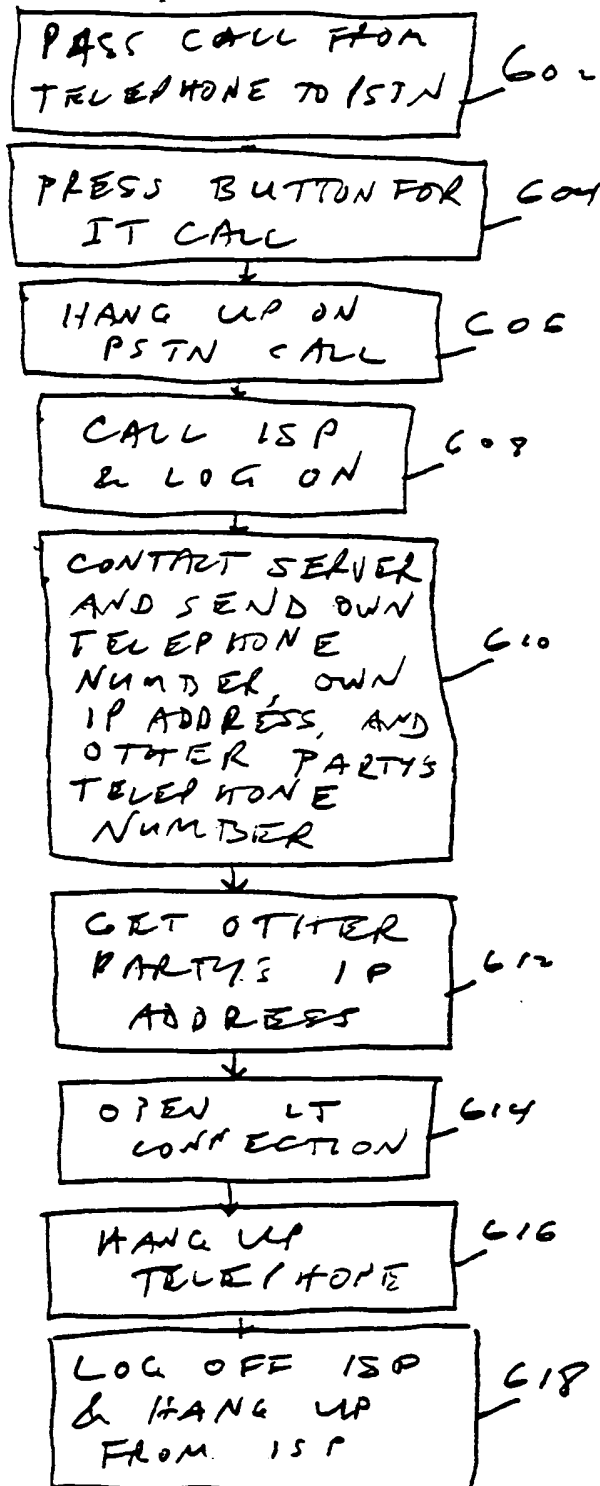 PASS CALL FROM
TELEPHONE TO PSTN
602
PRESS BUTTON FOR
IT CALL
604
HANG UP ON
PSTN CALL
606
CALL ISP
& LOG ON
608
CONTACT SERVER
AND SEND OWN
TELEPHONE
NUMBER, OWN
IP ADDRESS, AND
OTHER PARTY'S
TELEPHONE
NUMBER
610
GET OTHER
PARTY'S IP
ADDRESS
612
OPEN IT
CONNECTION
614
HANG UP
TELEPHONE
616
LOG OFF ISP
& HANG UP
FROM ISP
618